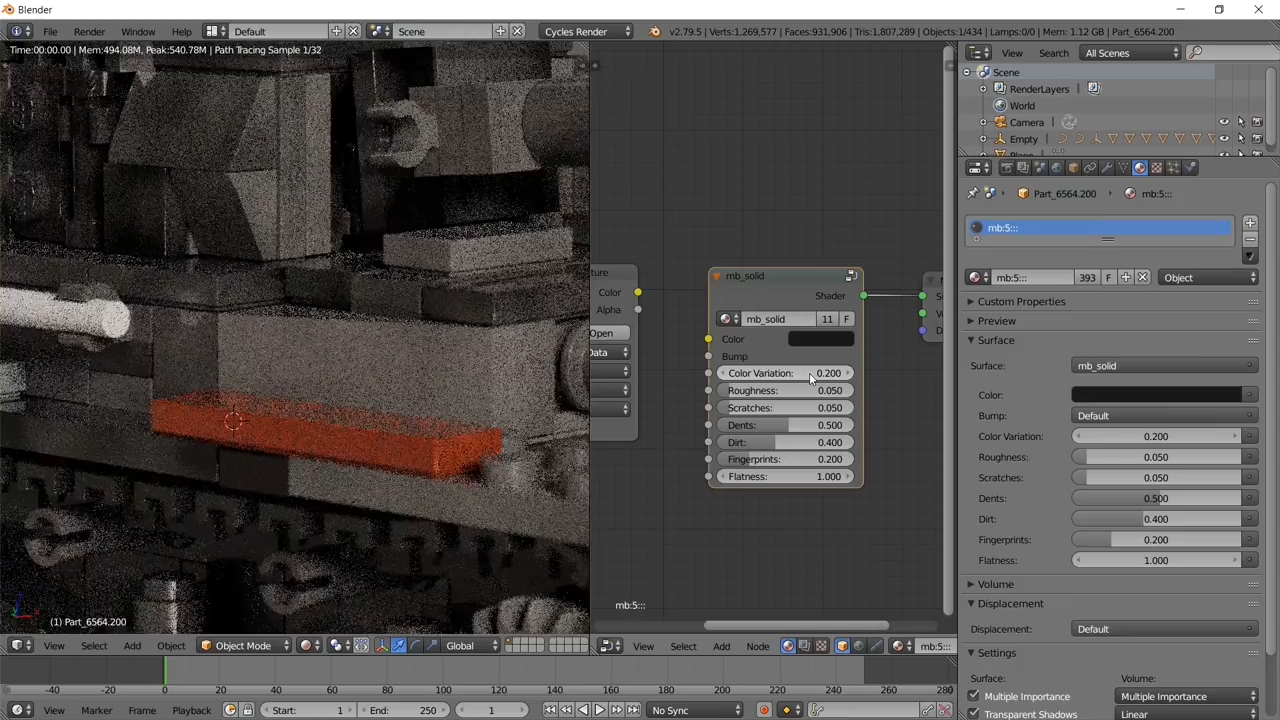 Blender
File Render Window Help Default Scene Cycles Render v2.79.5 | Verts:1,269,577 | Faces:931,906 | Tris:1,807,289 | Objects:1/434 | Lamps:0/0 | Mem: 1.12 GB | Part_6564.200
Time:00:00.00 | Mem:494.08M, Peak:540.78M | Path Tracing Sample 1/32
View Search All Scenes
Scene
RenderLayers
World
Camera
Empty
Part_6564.200 mb:5:::
mb:5:::
mb:5::: 393 F Object
Custom Properties
Preview
Surface
Surface: mb_solid
Color:
Bump: Default
Color Variation: 0.200
Roughness: 0.050
Scratches: 0.050
Dents: 0.500
Dirt: 0.400
Fingerprints: 0.200
Flatness: 1.000
Volume
Displacement
Displacement: Default
Settings
Surface: Volume:
Multiple Importance Multiple Importance
Transparent Shadows Linear
ture
Color
Alpha
Open
Data
mb_solid
Shader
mb_solid 11 F
Color
Bump
Color Variation: 0.200
Roughness: 0.050
Scratches: 0.050
Dents: 0.500
Dirt: 0.400
Fingerprints: 0.200
Flatness: 1.000
mb:5:::
(1) Part_6564.200
View Select Add Object Object Mode Global
View Select Add Node mb:5:::
-40 -20 0 20 40 60 80 100 120 140 160 180 200 220 240 260 280
View Marker Frame Playback Start: 1 End: 250 1 No Sync